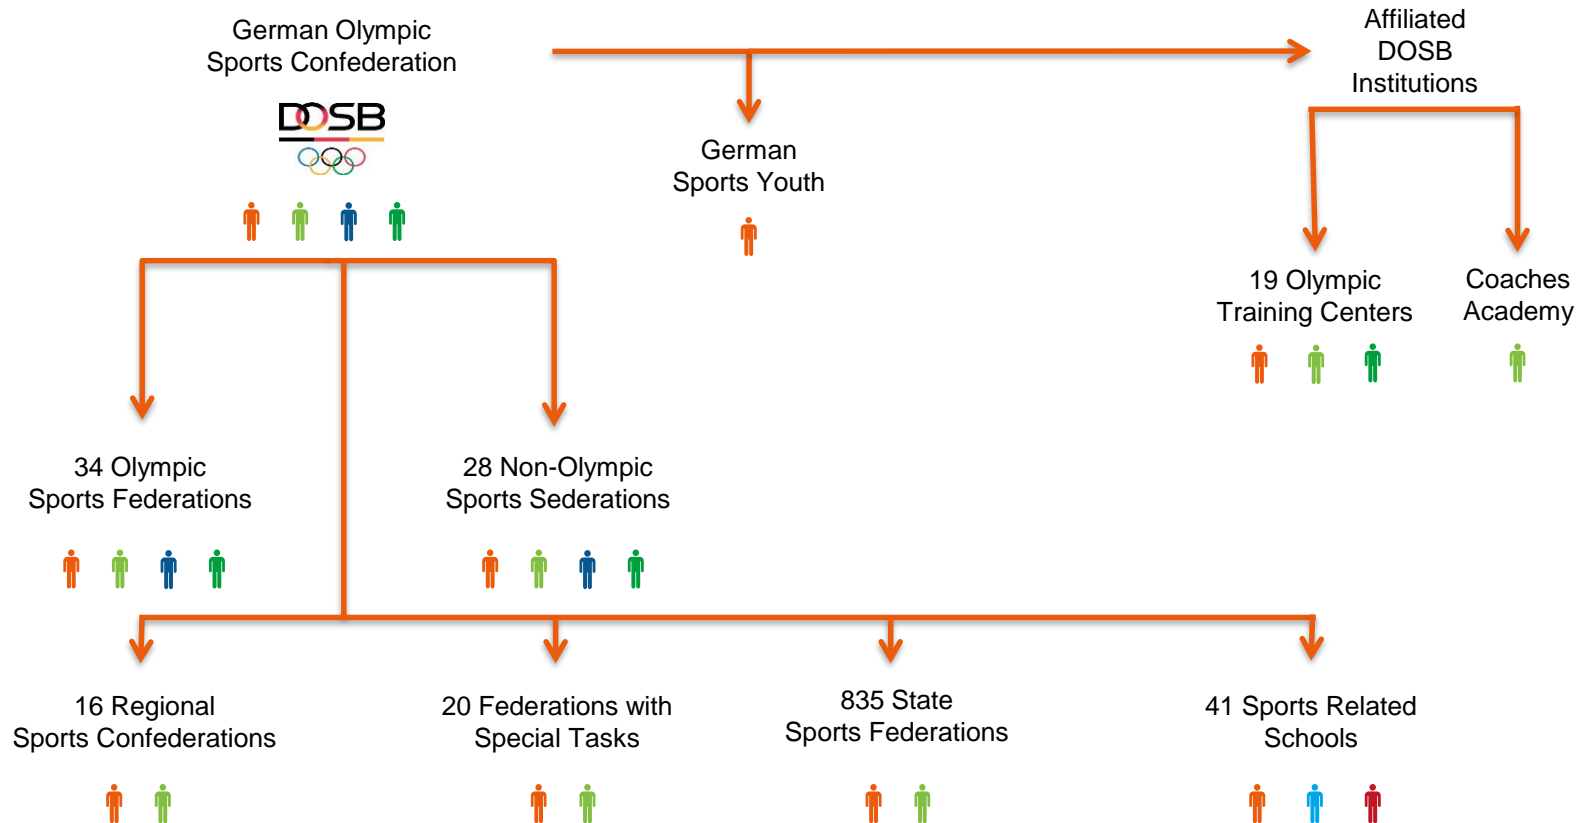 German Olympic
Sports Confederation
DOSB
Affiliated
DOSB
Institutions
German
Sports Youth
19 Olympic
Training Centers
Coaches
Academy
34 Olympic
Sports Federations
28 Non-Olympic
Sports Sederations
16 Regional
Sports Confederations
20 Federations with
Special Tasks
835 State
Sports Federations
41 Sports Related
Schools